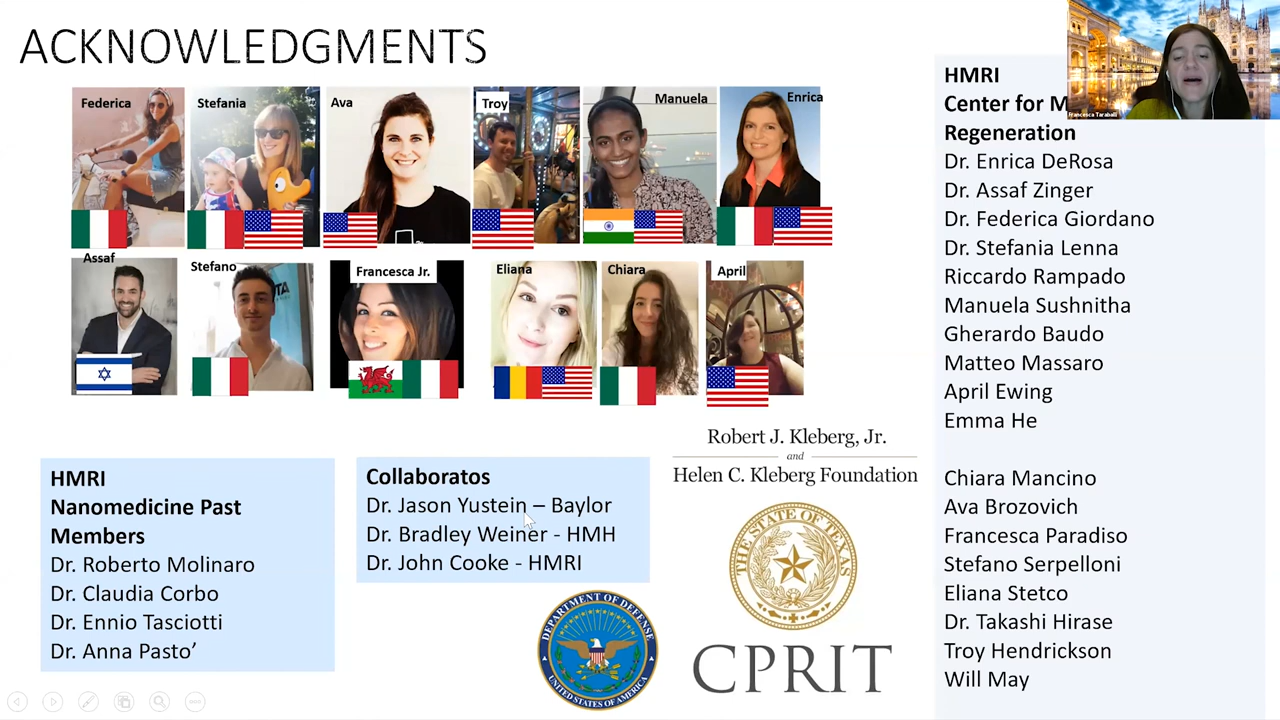 ACKNOWLEDGMENTS
Federica
Stefania
Ava
Troy
Manuela
Enrica
Assaf
Stefano
Francesca Jr.
Eliana
Chiara
April
HMRI
Nanomedicine Past
Members
Dr. Roberto Molinaro
Dr. Claudia Corbo
Dr. Ennio Tasciotti
Dr. Anna Pasto’
Collaboratos
Dr. Jason Yustein – Baylor
Dr. Bradley Weiner - HMH
Dr. John Cooke - HMRI
DEPARTMENT OF DEFENSE
UNITED STATES OF AMERICA
Robert J. Kleberg, Jr.
and
Helen C. Kleberg Foundation
THE STATE OF TEXAS
CPRIT
HMRI
Center for M
Regeneration
Dr. Enrica DeRosa
Dr. Assaf Zinger
Dr. Federica Giordano
Dr. Stefania Lenna
Riccardo Rampado
Manuela Sushnitha
Gherardo Baudo
Matteo Massaro
April Ewing
Emma He
Chiara Mancino
Ava Brozovich
Francesca Paradiso
Stefano Serpelloni
Eliana Stetco
Dr. Takashi Hirase
Troy Hendrickson
Will May
Francesca Taraballi